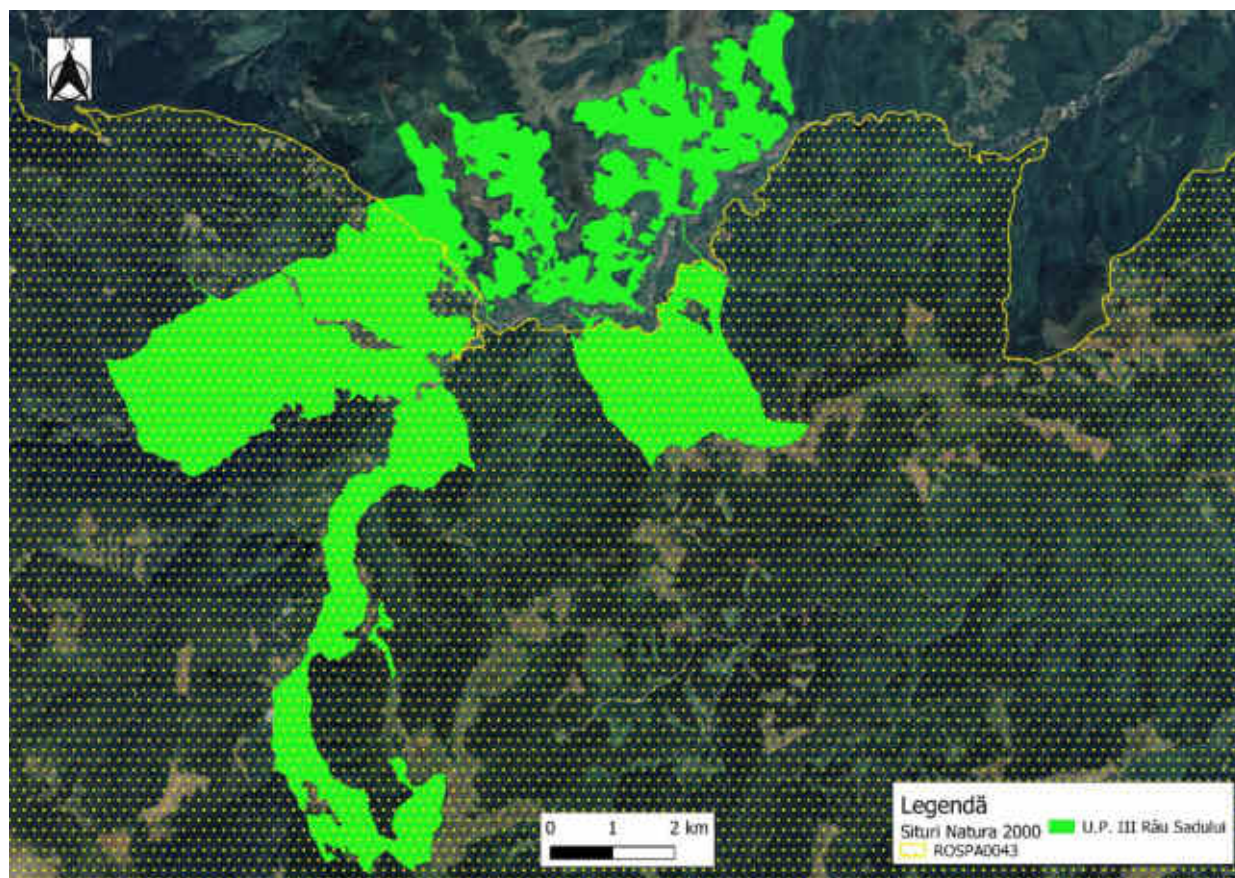 0 1 2 km
Legendă
Situri Natura 2000
ROSPA0043
U.P. III Râu Sadului